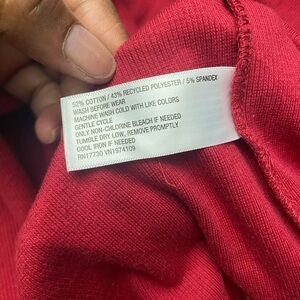 52% COTTON / 43% RECYCLED POLYESTER / 5% SPANDEX
WASH BEFORE WEAR
MACHINE WASH COLD WITH LIKE COLORS
GENTLE CYCLE
ONLY NON-CHLORINE BLEACH IF NEEDED
TUMBLE DRY LOW, REMOVE PROMPTLY
COOL IRON IF NEEDED
RN17730 VN1974109